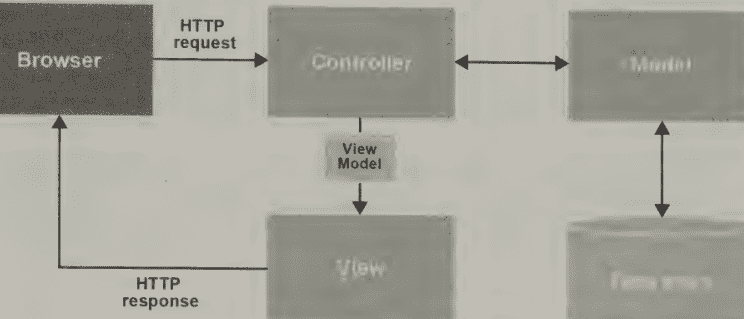 HTTP
request
Browser
Controller
Model
View
Model
View
HTTP
response